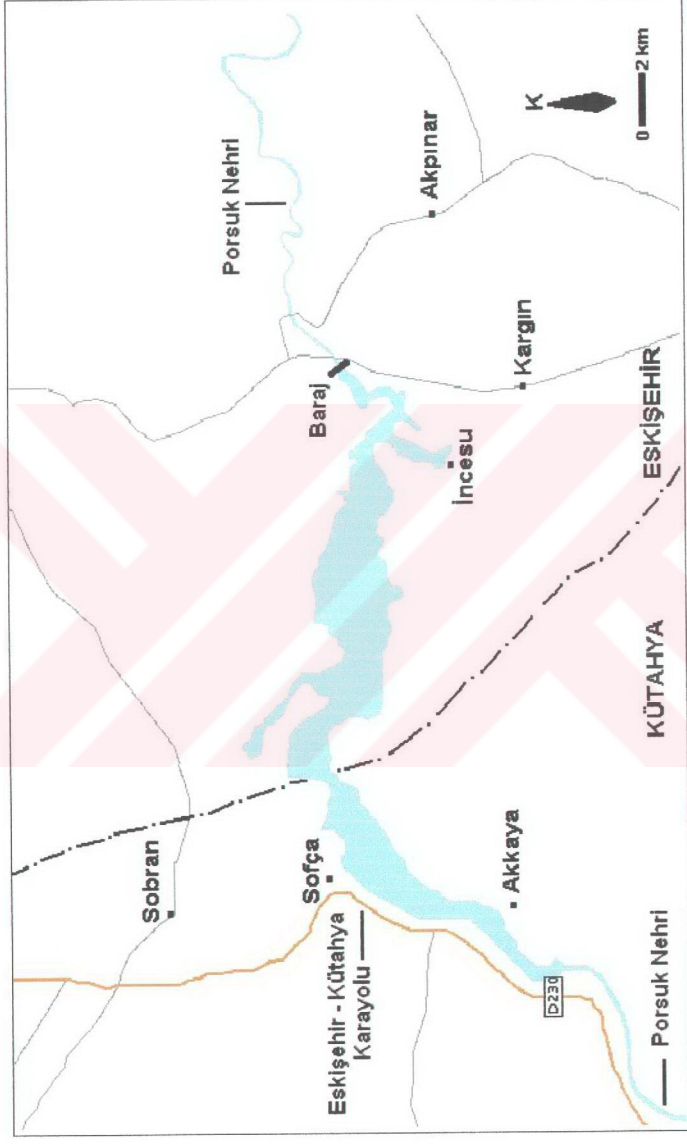 Porsuk Nehri
K
0 2 km
Akpınar
Baraj
Kargın
İncesu
ESKİŞEHİR
KÜTAHYA
Sobran
Sofça
Akkaya
Eskişehir - Kütahya
Karayolu
D230
Porsuk Nehri